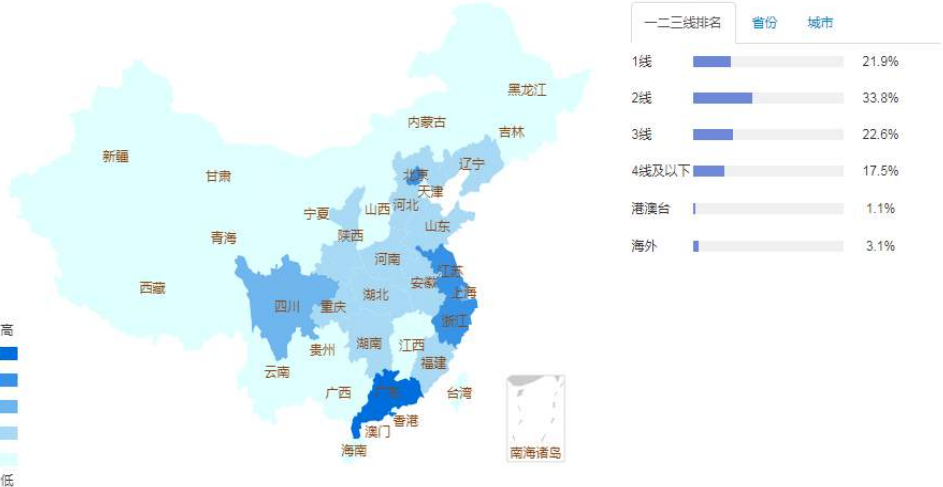 一二三线排名 省份 城市
1线 21.9%
2线 33.8%
3线 22.6%
4线及以下 17.5%
港澳台 1.1%
海外 3.1%
黑龙江
内蒙古
吉林
新疆
辽宁
甘肃
北京
天津
宁夏
山西
河北
山东
青海
陕西
河南
江苏
安徽
西藏
湖北
上海
四川
重庆
浙江
湖南
江西
贵州
福建
云南
广西
广东
台湾
香港
澳门
海南
南海诸岛
高
低